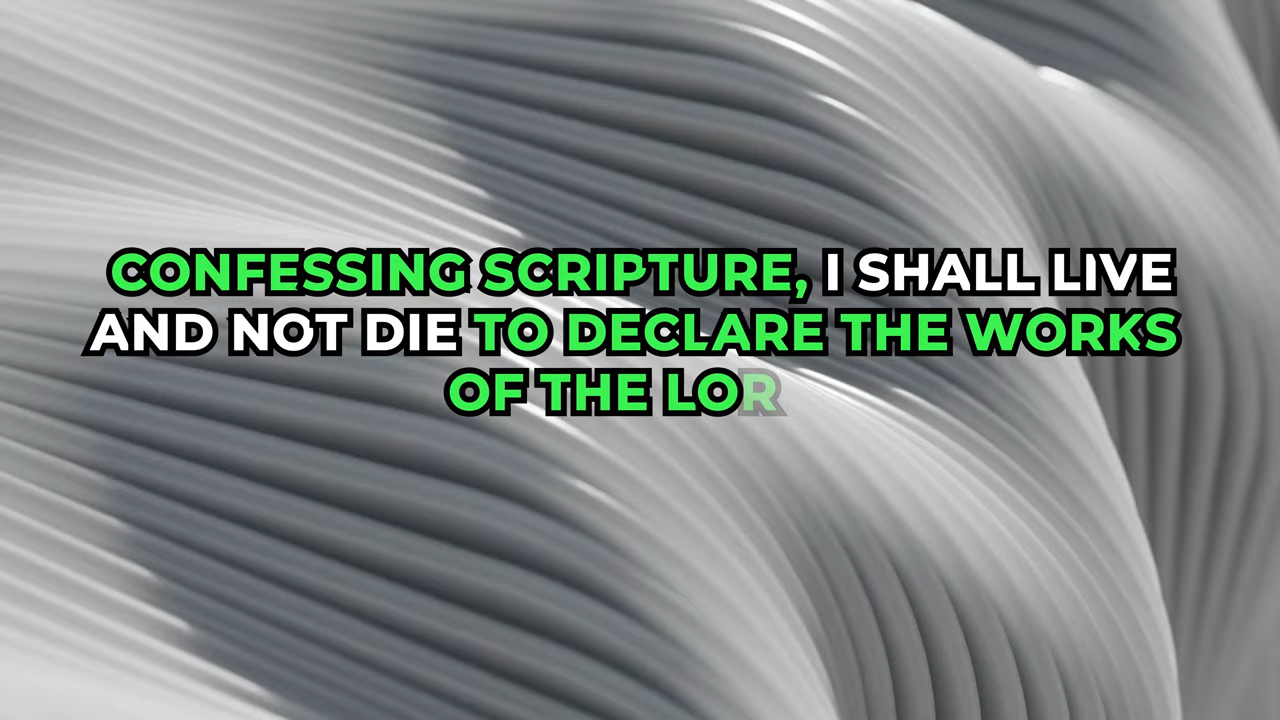 CONFESSING SCRIPTURE, I SHALL LIVE
AND NOT DIE TO DECLARE THE WORKS
OF THE LOR